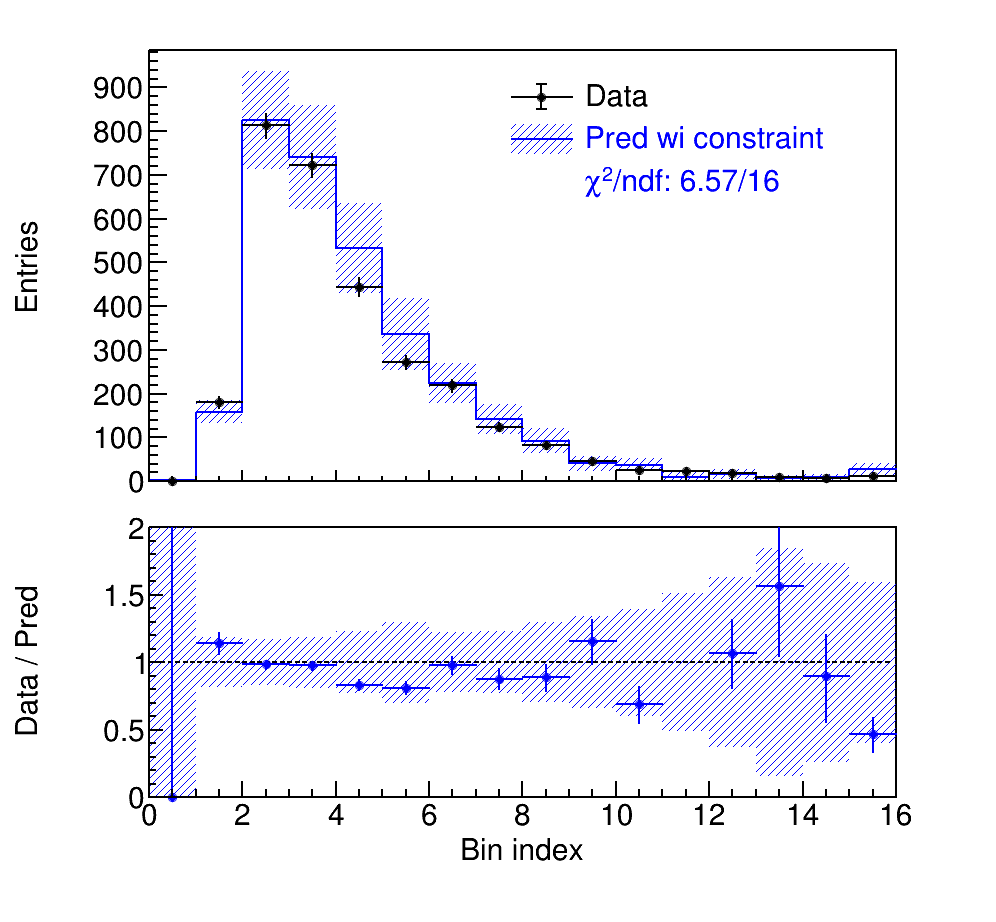 Entries
900
800
700
600
500
400
300
200
100
0
Data
Pred wi constraint
χ²/ndf: 6.57/16
Data / Pred
2
1.5
1
0.5
0
0 2 4 6 8 10 12 14 16
Bin index